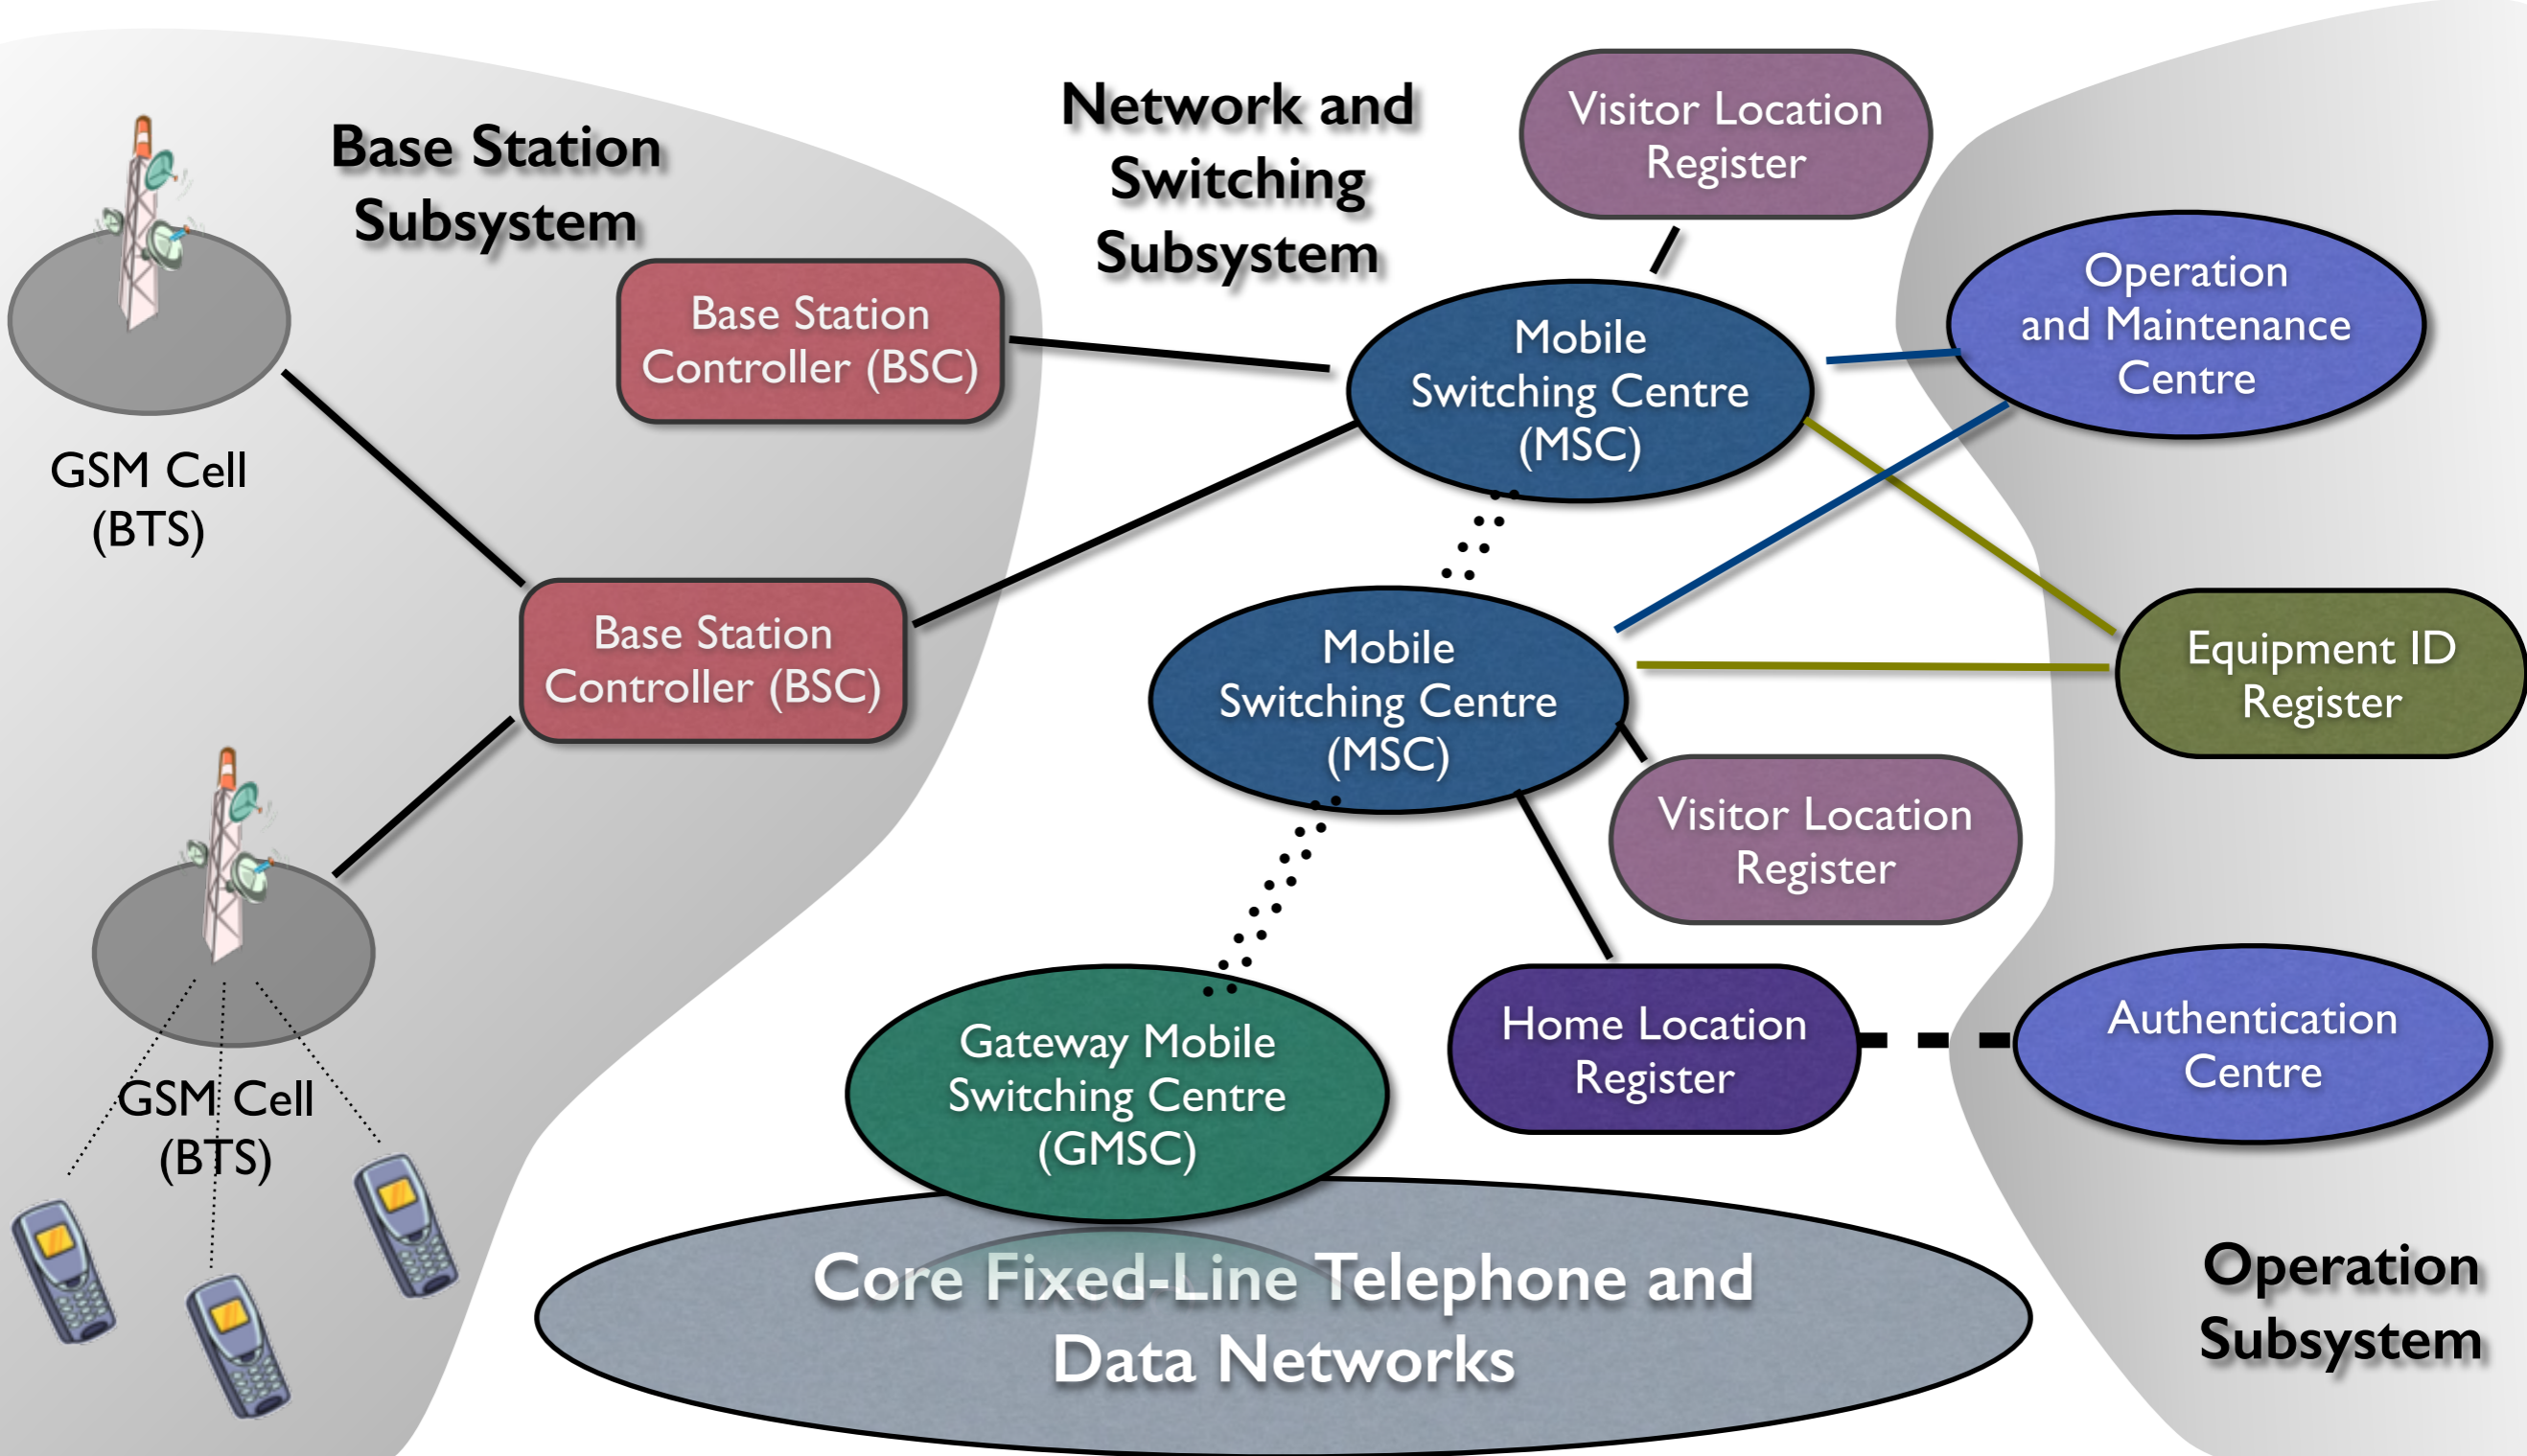 Base Station
Subsystem
Network and
Switching
Subsystem
Visitor Location
Register
Operation
and Maintenance
Centre
Base Station
Controller (BSC)
Mobile
Switching Centre
(MSC)
GSM Cell
(BTS)
Base Station
Controller (BSC)
Mobile
Switching Centre
(MSC)
Equipment ID
Register
Visitor Location
Register
Home Location
Register
Authentication
Centre
Gateway Mobile
Switching Centre
(GMSC)
GSM Cell
(BTS)
Core Fixed-Line Telephone and
Data Networks
Operation
Subsystem